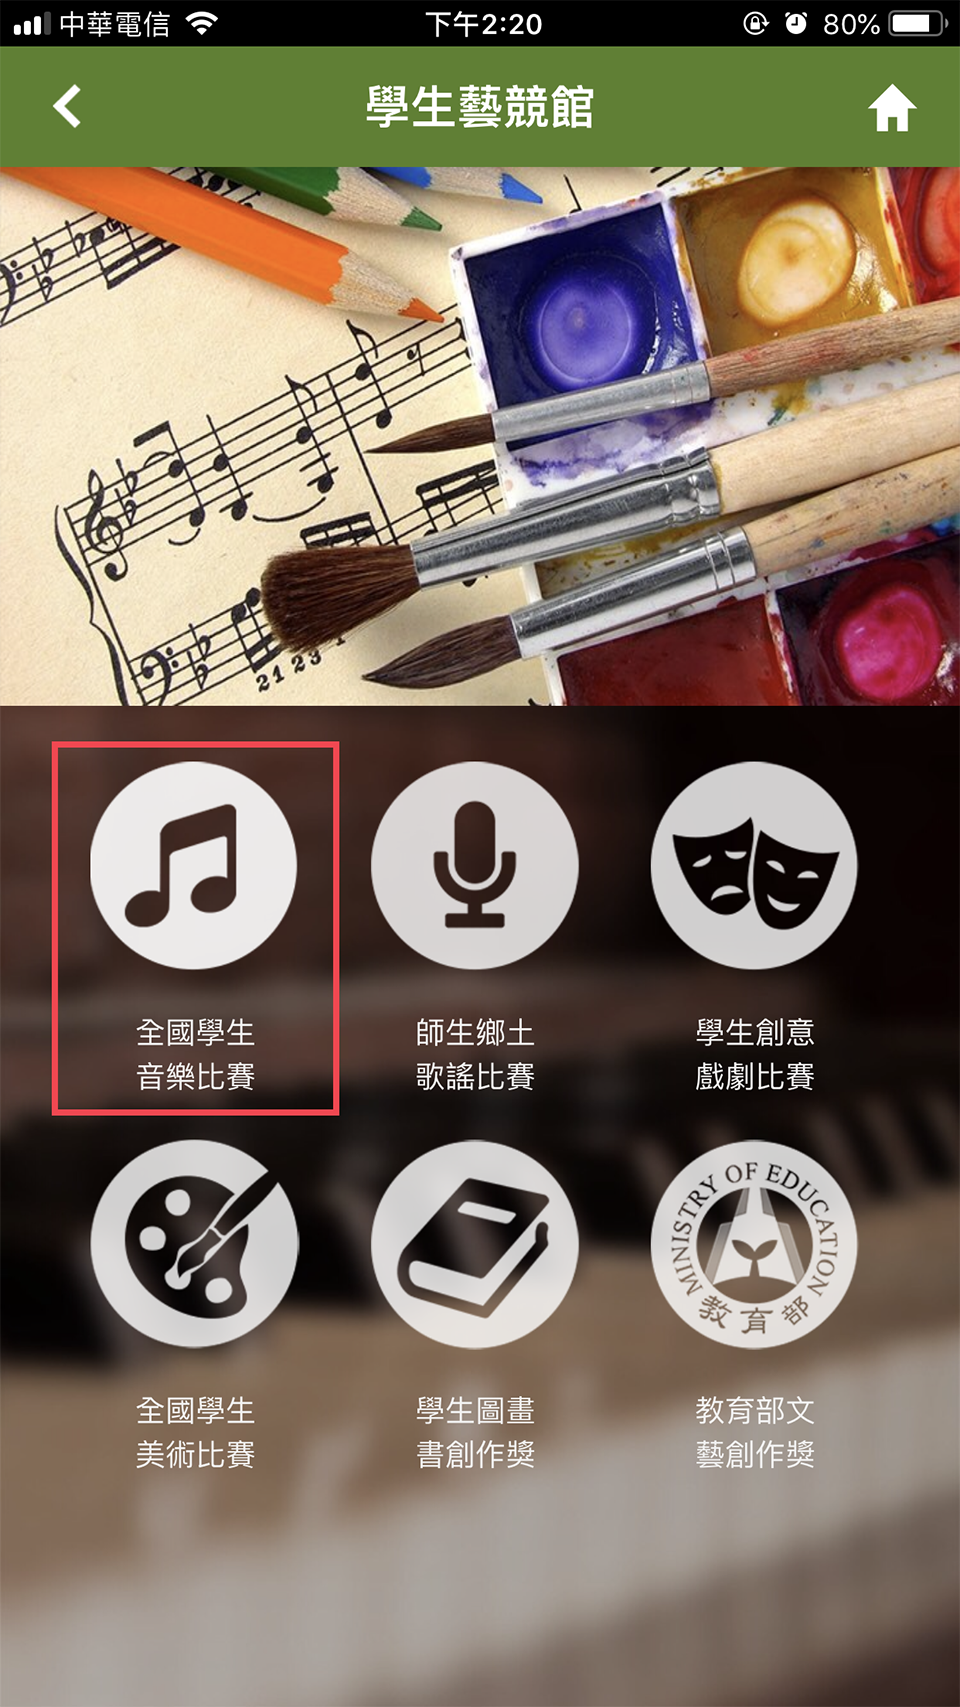 中華電信
下午2:20
80%
學生藝競館
21 23 1
全國學生
音樂比賽
師生鄉土
歌謠比賽
學生創意
戲劇比賽
MINISTRY OF EDUCATION
教育部
全國學生
美術比賽
學生圖畫
書創作獎
教育部文
藝創作獎